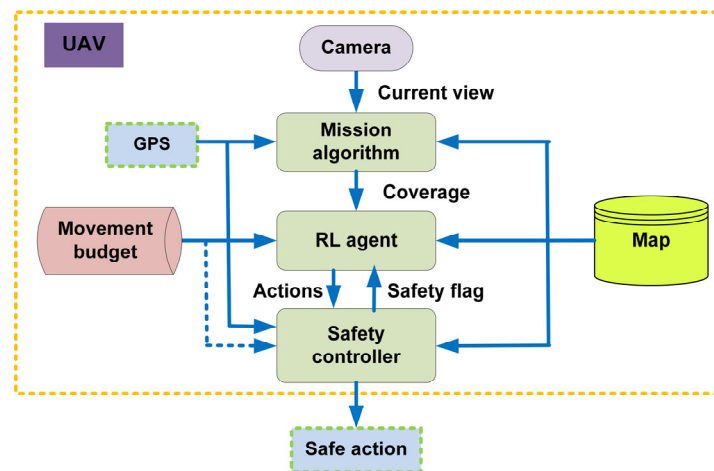 UAV
Camera
Current view
Mission
algorithm
GPS
Coverage
Movement
budget
RL agent
Map
Actions
Safety flag
Safety
controller
Safe action